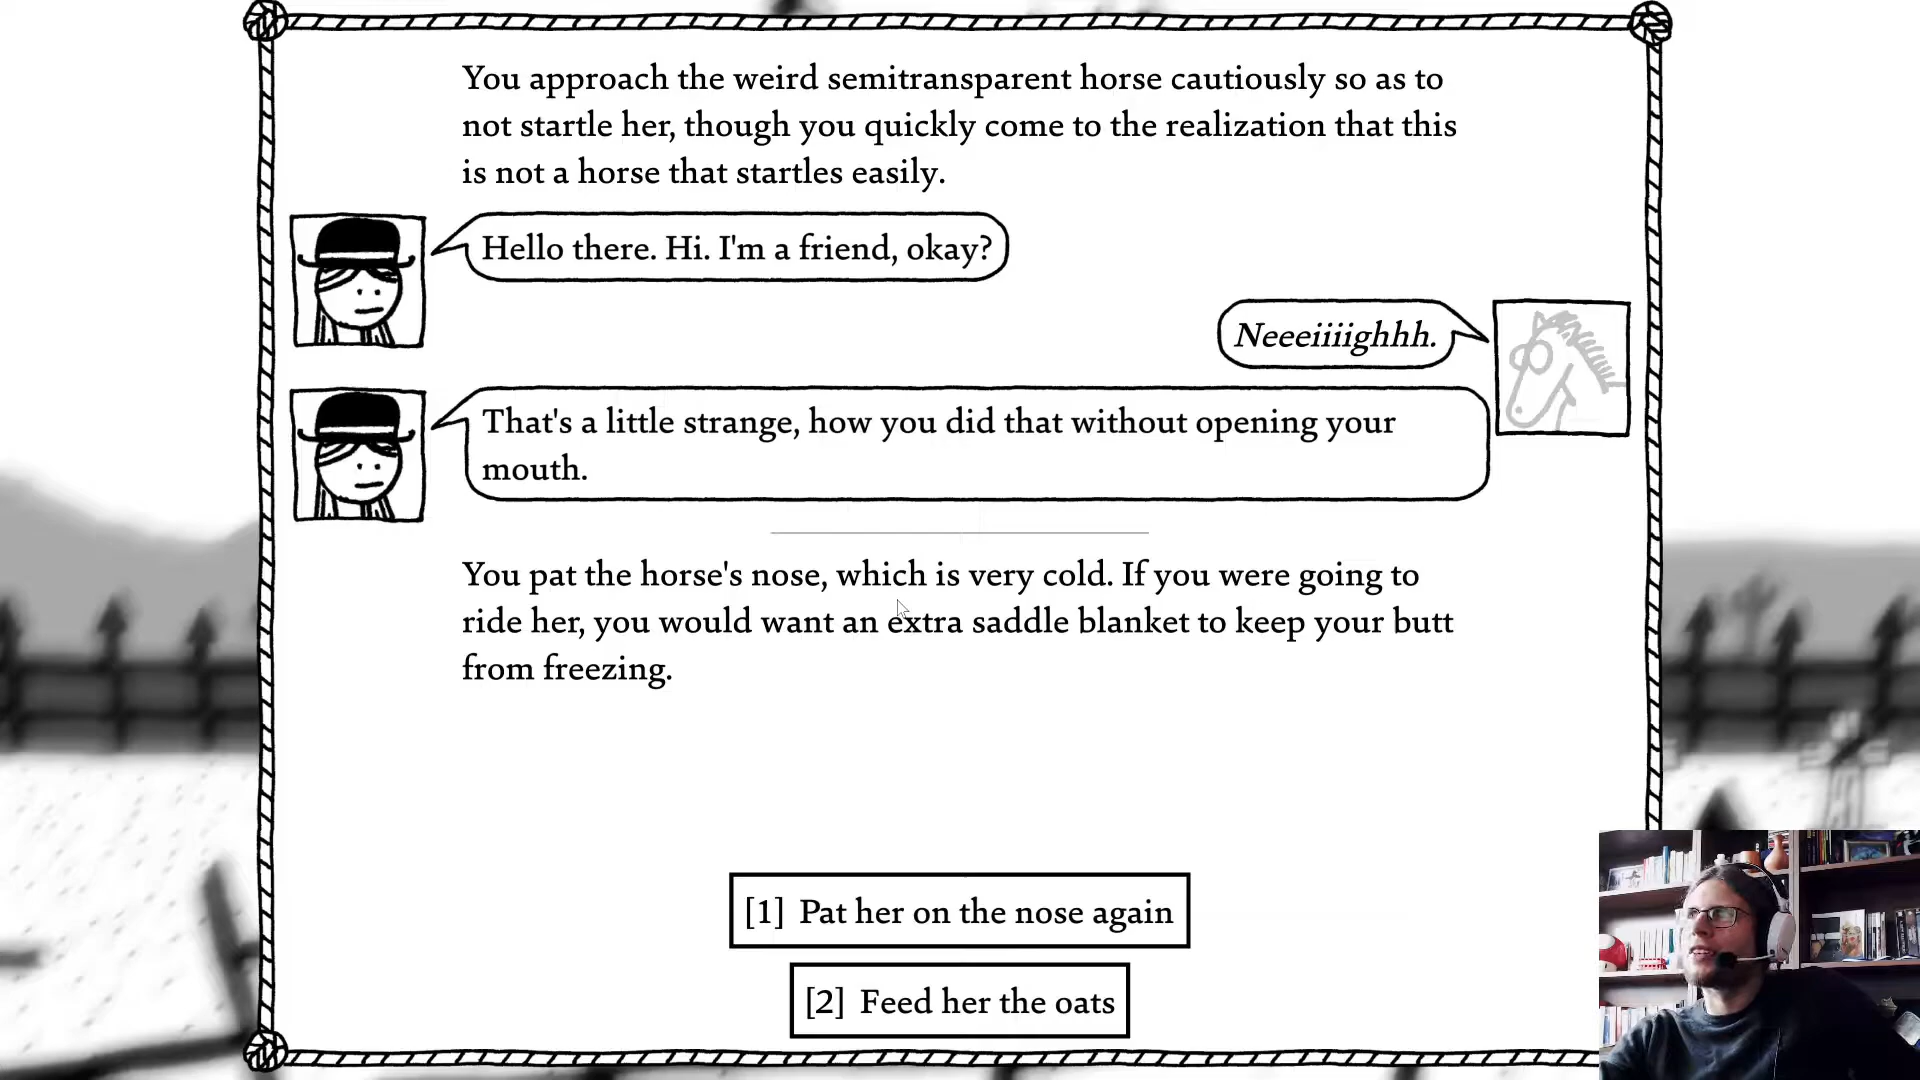 You approach the weird semitransparent horse cautiously so as to
not startle her, though you quickly come to the realization that this
is not a horse that startles easily.
Hello there. Hi. I'm a friend, okay?
Neeeiiiighhh.
That's a little strange, how you did that without opening your
mouth.
You pat the horse's nose, which is very cold. If you were going to
ride her, you would want an extra saddle blanket to keep your butt
from freezing.
[1] Pat her on the nose again
[2] Feed her the oats